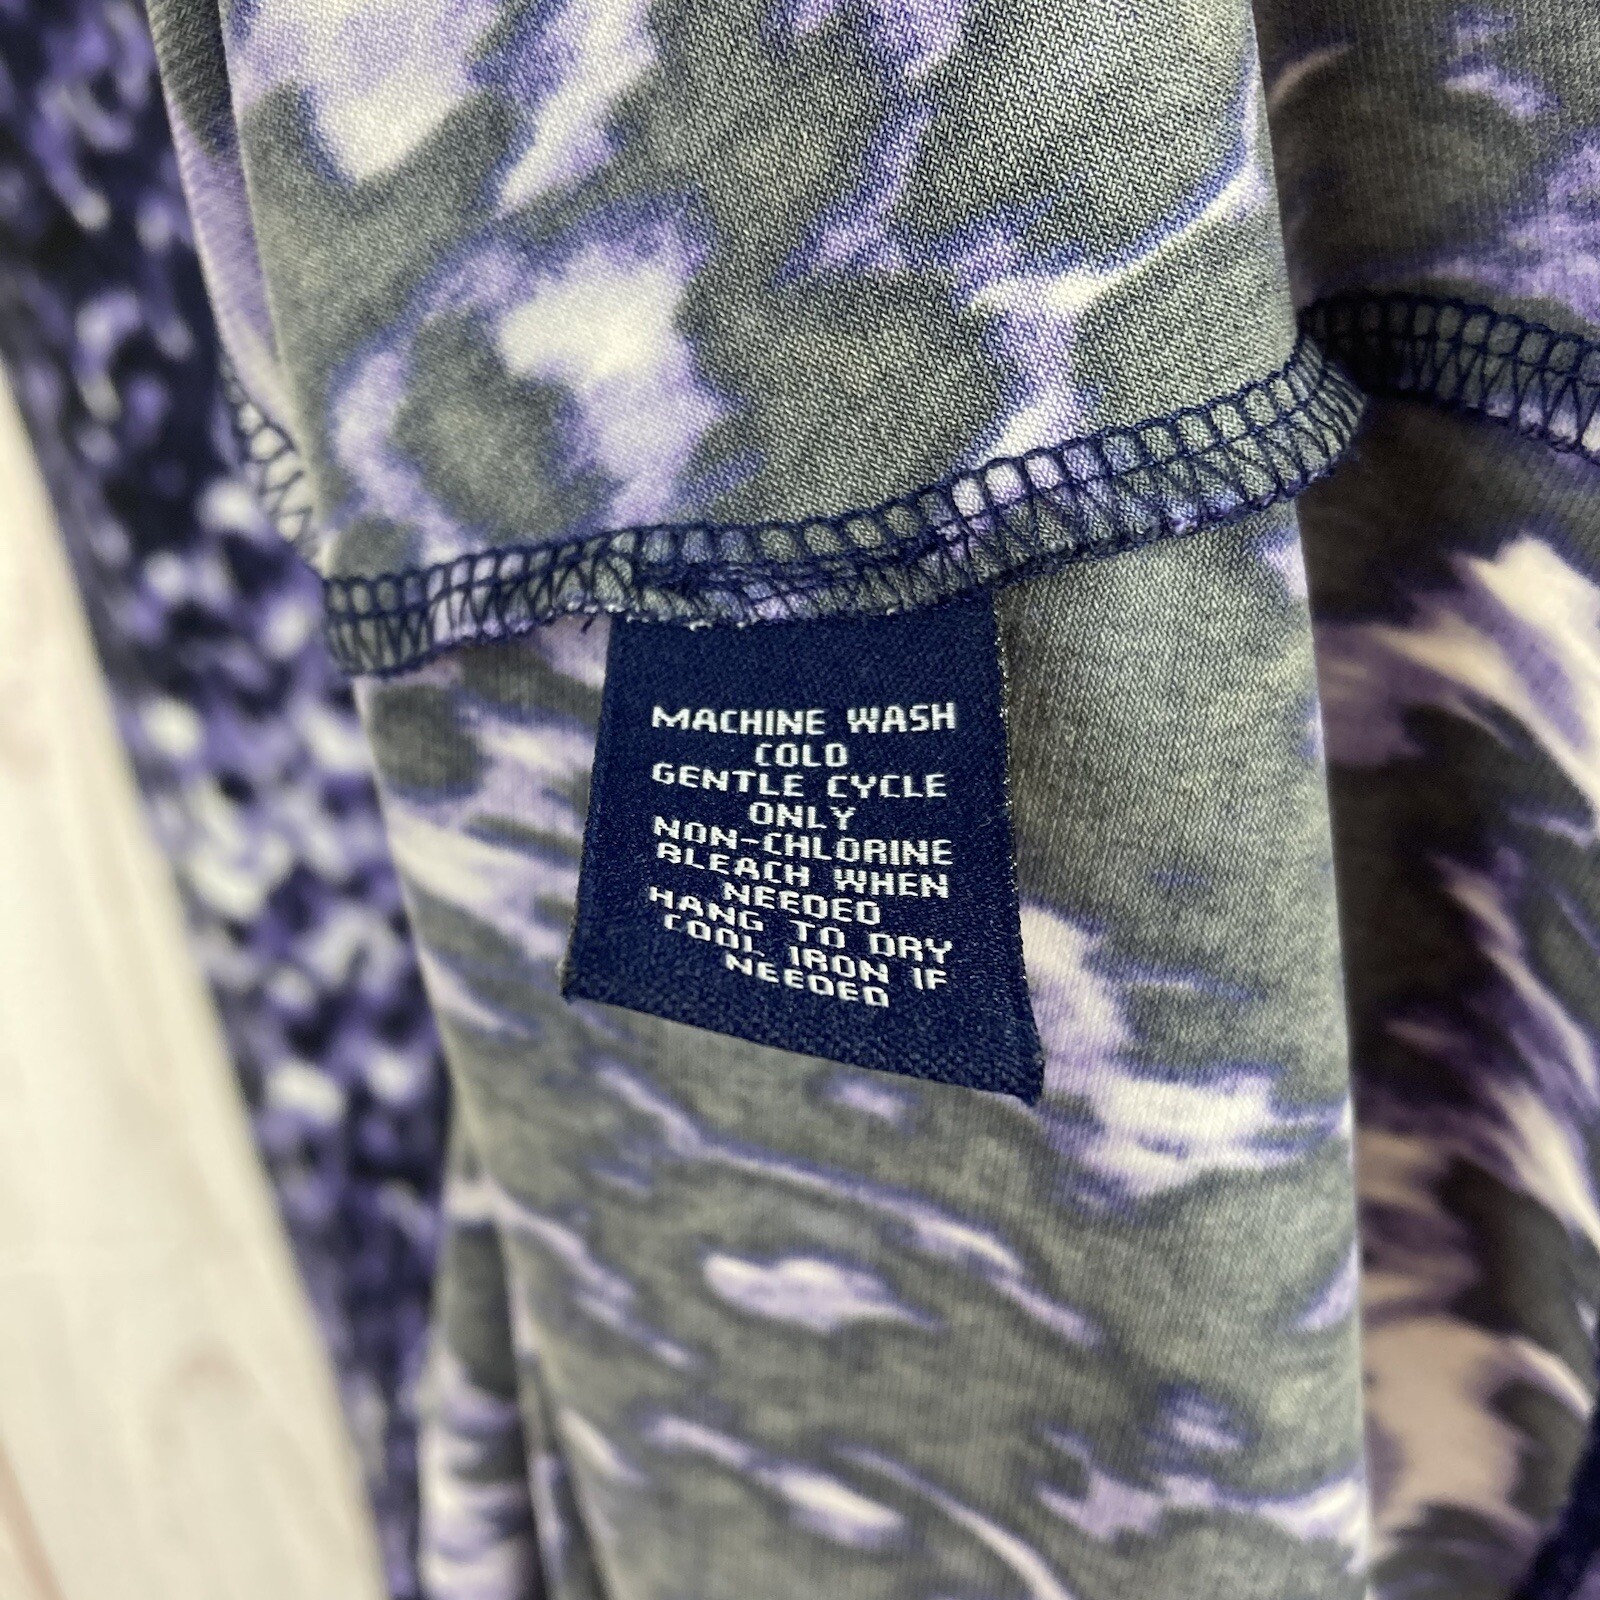 MACHINE WASH
COLD
GENTLE CYCLE
ONLY
NON-CHLORINE
BLEACH WHEN
NEEDED
HANG TO DRY
COOL IRON IF
NEEDED